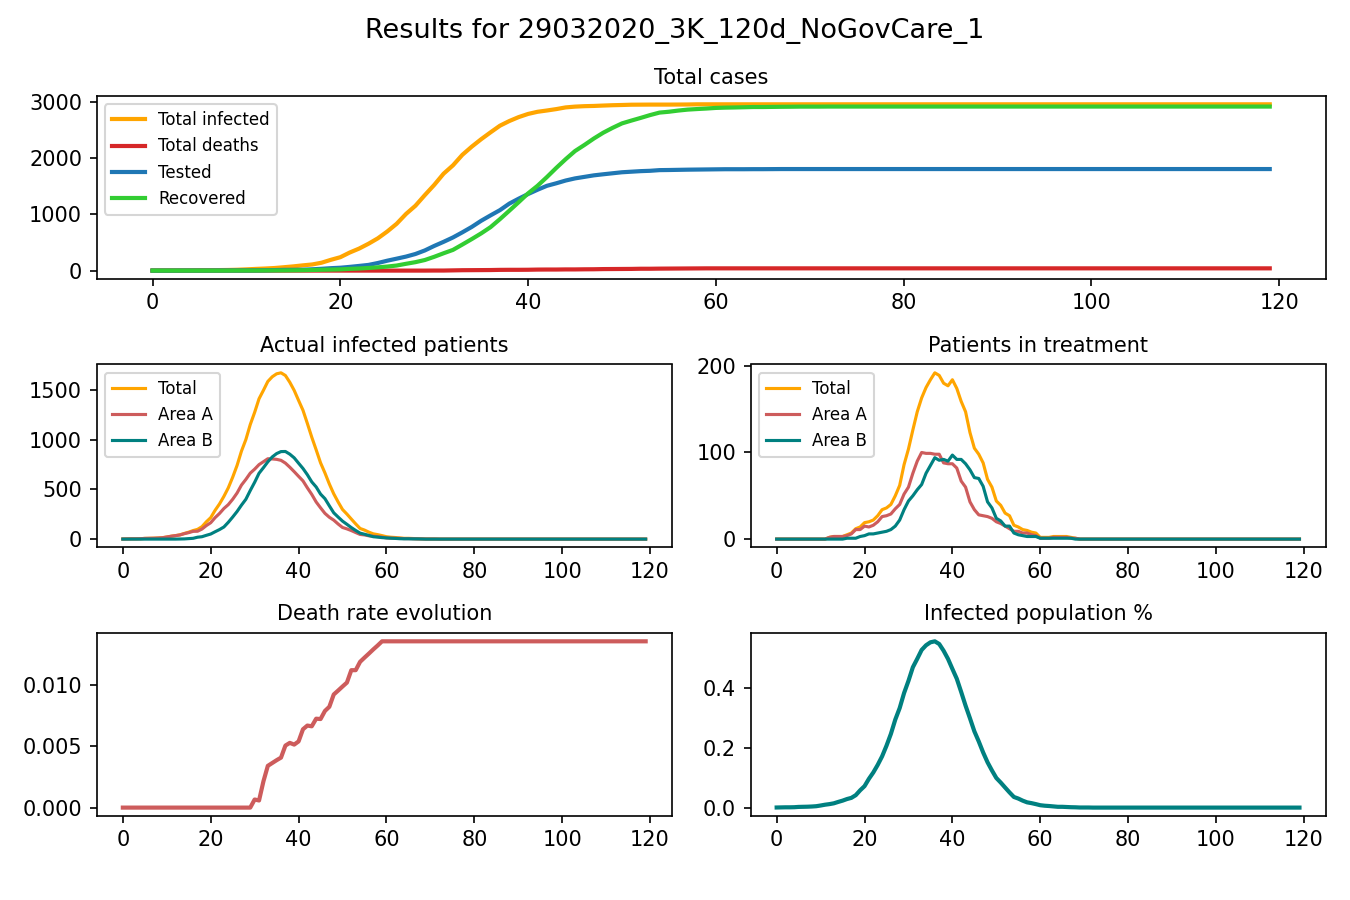 Results for 29032020_3K_120d_NoGovCare_1
Total cases
3000
2000
1000
0
Total infected
Total deaths
Tested
Recovered
0 20 40 60 80 100 120
Actual infected patients
1500
1000
500
0
Total
Area A
Area B
0 20 40 60 80 100 120
Patients in treatment
200
100
0
Total
Area A
Area B
0 20 40 60 80 100 120
Death rate evolution
0.010
0.005
0.000
0 20 40 60 80 100 120
Infected population %
0.4
0.2
0.0
0 20 40 60 80 100 120